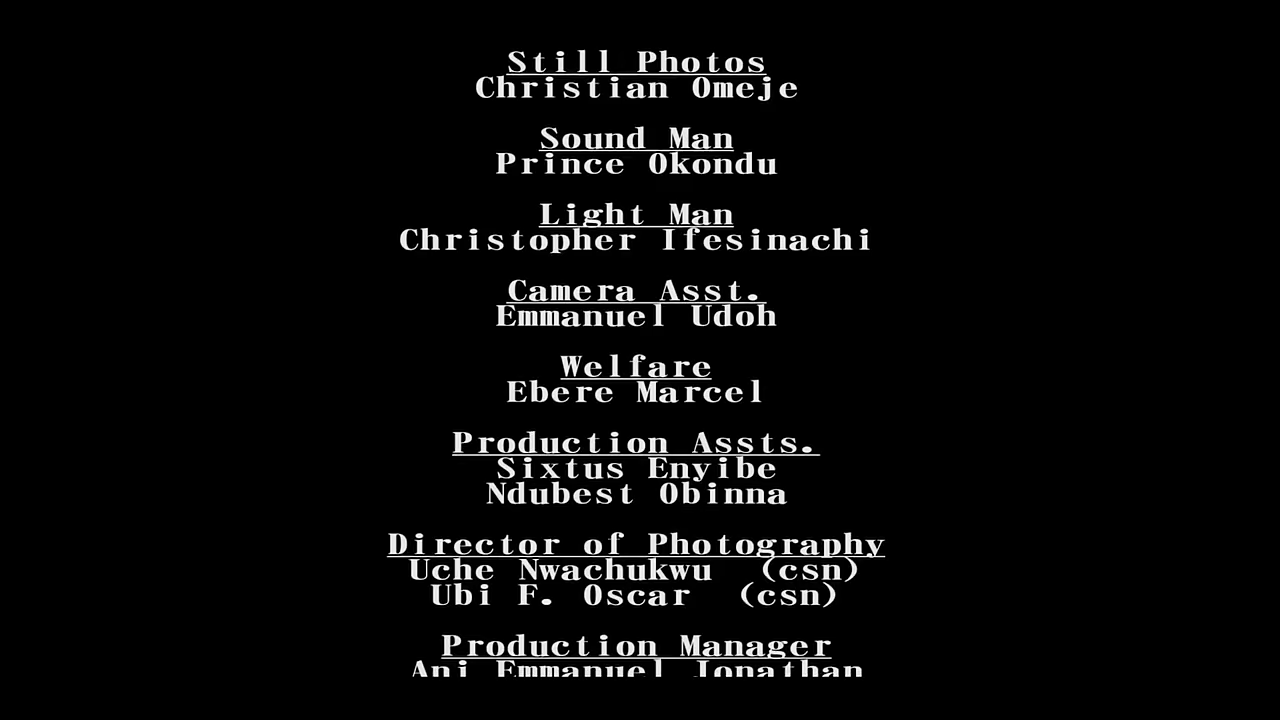 Still Photos
Christian Omeje
Sound Man
Prince Okondu
Light Man
Christopher Ifesinachi
Camera Asst.
Emmanuel Udoh
Welfare
Ebere Marcel
Production Assts.
Sixtus Enyibe
Ndubest Obinna
Director of Photography
Uche Nwachukwu (csn)
Ubi F. Oscar (csn)
Production Manager
Ani Emmanuel Jonathan